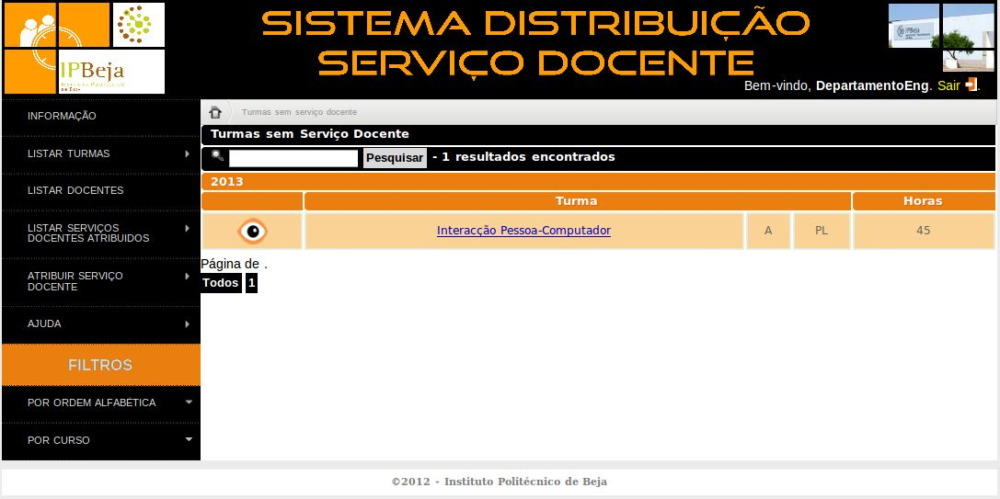 SISTEMA DISTRIBUIÇÃO
SERVIÇO DOCENTE
IPBeja
Bem-vindo, DepartamentoEng. Sair .
INFORMAÇÃO
LISTAR TURMAS
LISTAR DOCENTES
LISTAR SERVIÇOS
DOCENTES ATRIBUIDOS
ATRIBUIR SERVIÇO
DOCENTE
AJUDA
FILTROS
POR ORDEM ALFABÉTICA
POR CURSO
Turmas sem serviço docente
Turmas sem Serviço Docente
Pesquisar - 1 resultados encontrados
2013
Turma Horas
Interacção Pessoa-Computador A PL 45
Página de .
Todos 1
©2012 - Instituto Politécnico de Beja